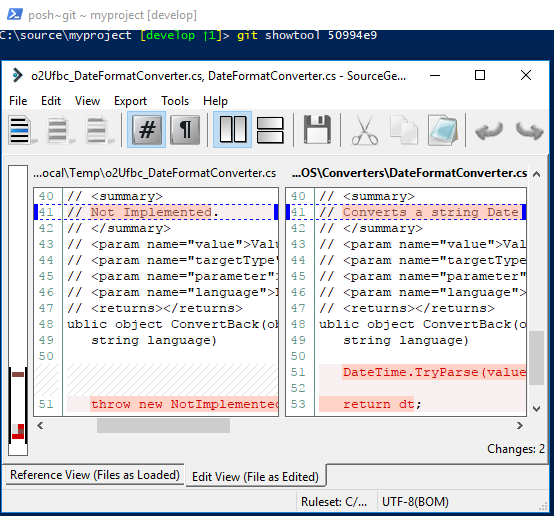 posh~git ~ myproject [develop]
C:\source\myproject [develop ↑1]> git showtool 50994e9
o2Ufbc_DateFormatConverter.cs, DateFormatConverter.cs - SourceGe...
File Edit View Export Tools Help
# ¶
...ocal\Temp\o2Ufbc_DateFormatConverter.cs
40 // <summary>
41 // Not Implemented.
42 // </summary>
43 // <param name="value">Valu
44 // <param name="targetType"
45 // <param name="parameter">
46 // <param name="language">
47 // <returns></returns>
48 ublic object ConvertBack(ob
49 string language)
50
51 throw new NotImplemented
...OS\Converters\DateFormatConverter.cs
40 // <summary>
41 // Converts a string Date
42 // </summary>
43 // <param name="value">Val
44 // <param name="targetType
45 // <param name="parameter"
46 // <param name="language">
47 // <returns></returns>
48 ublic object ConvertBack(o
49 string language)
50
51 DateTime.TryParse(value
52
53 return dt;
Changes: 2
Reference View (Files as Loaded) Edit View (File as Edited)
Ruleset: C/... UTF-8(BOM)